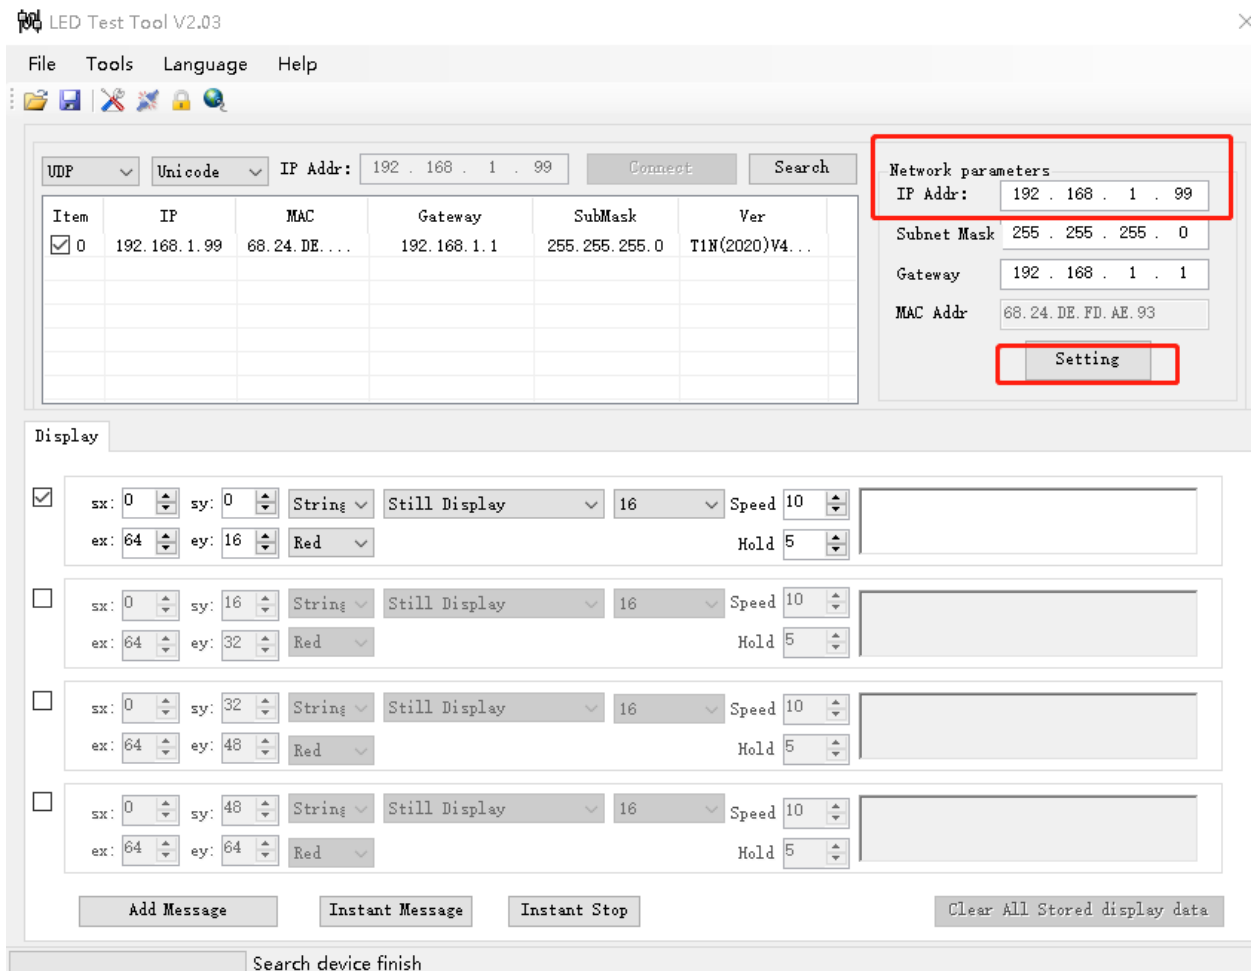 LED Test Tool V2.03
File Tools Language Help
UDP Unicode IP Addr: 192 . 168 . 1 . 99 Connect Search
Network parameters
IP Addr: 192 . 168 . 1 . 99
Item IP MAC Gateway SubMask Ver
0 192.168.1.99 68.24.DE.... 192.168.1.1 255.255.255.0 T1N(2020)V4...
Subnet Mask 255 . 255 . 255 . 0
Gateway 192 . 168 . 1 . 1
MAC Addr 68.24.DE.FD.AE.93
Setting
Display
sx: 0 sy: 0 String Still Display 16 Speed 10
ex: 64 ey: 16 Red Hold 5
sx: 0 sy: 16 String Still Display 16 Speed 10
ex: 64 ey: 32 Red Hold 5
sx: 0 sy: 32 String Still Display 16 Speed 10
ex: 64 ey: 48 Red Hold 5
sx: 0 sy: 48 String Still Display 16 Speed 10
ex: 64 ey: 64 Red Hold 5
Add Message Instant Message Instant Stop Clear All Stored display data
Search device finish